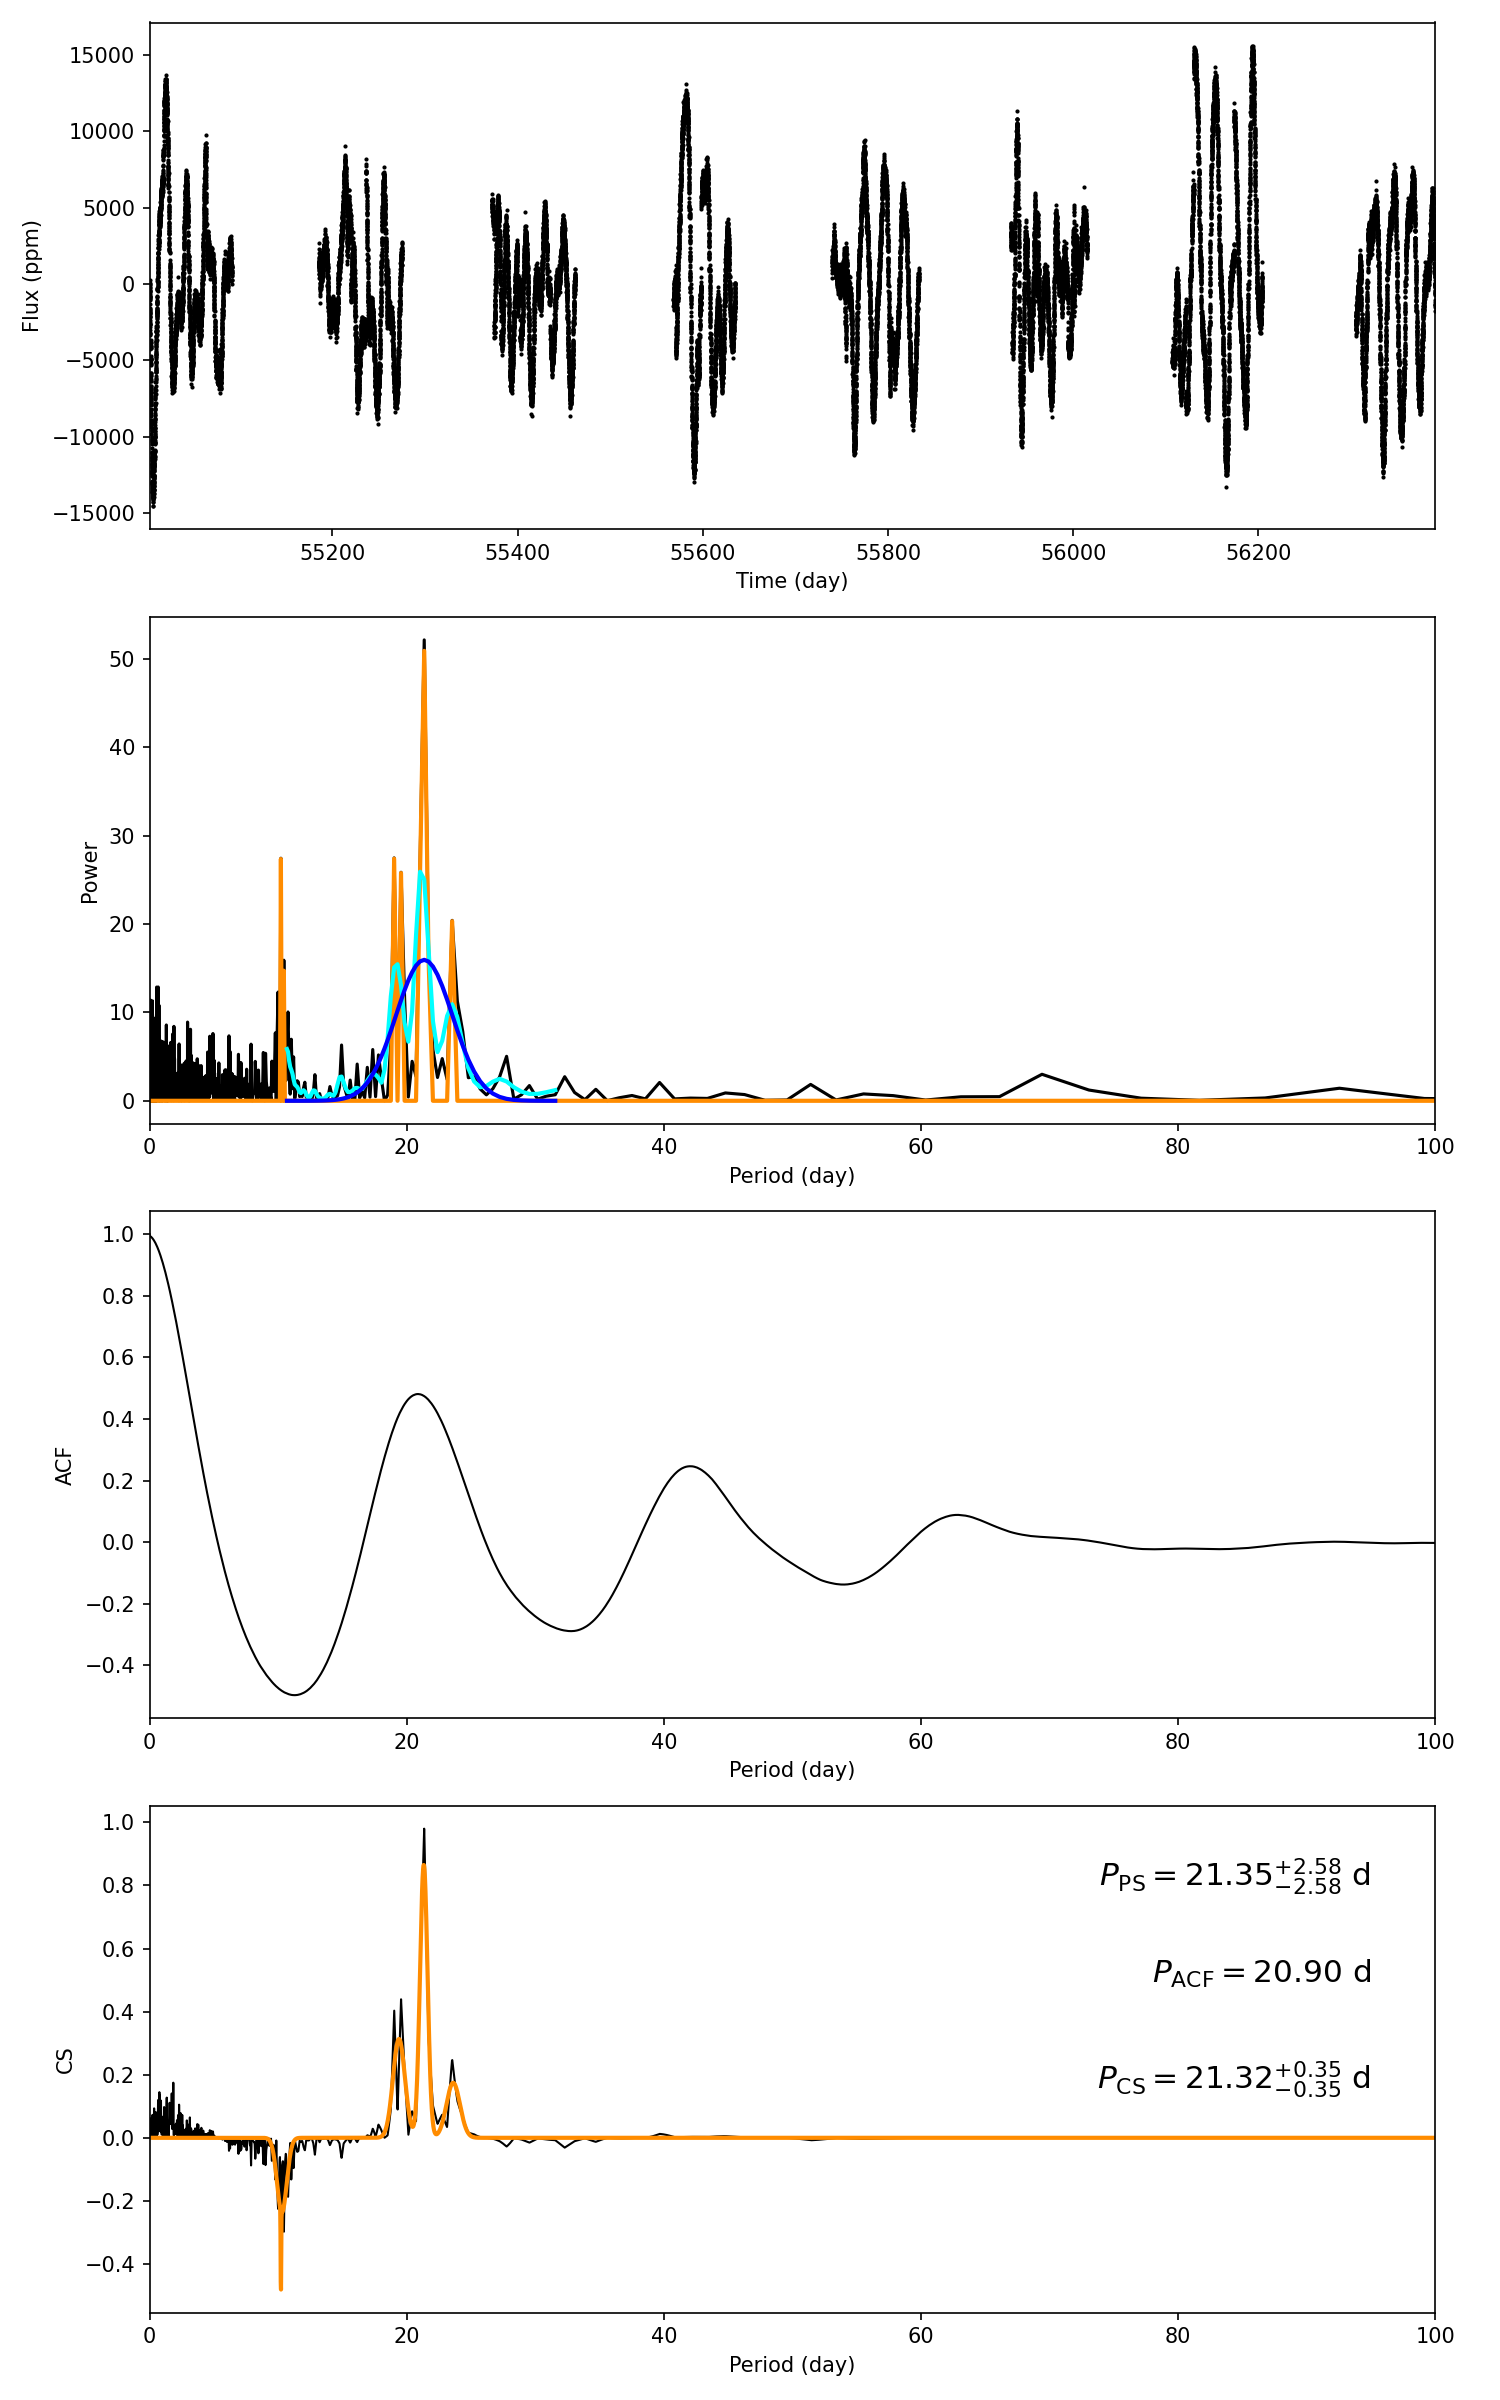 15000
10000
5000
0
−5000
−10000
−15000
Flux (ppm)
55200 55400 55600 55800 56000 56200
Time (day)
50
40
30
20
10
0
Power
0 20 40 60 80 100
Period (day)
1.0
0.8
0.6
0.4
0.2
0.0
−0.2
−0.4
ACF
0 20 40 60 80 100
Period (day)
1.0
0.8
0.6
0.4
0.2
0.0
−0.2
−0.4
CS
P_PS = 21.35^{+2.58}_{−2.58} d
P_ACF = 20.90 d
P_CS = 21.32^{+0.35}_{−0.35} d
0 20 40 60 80 100
Period (day)